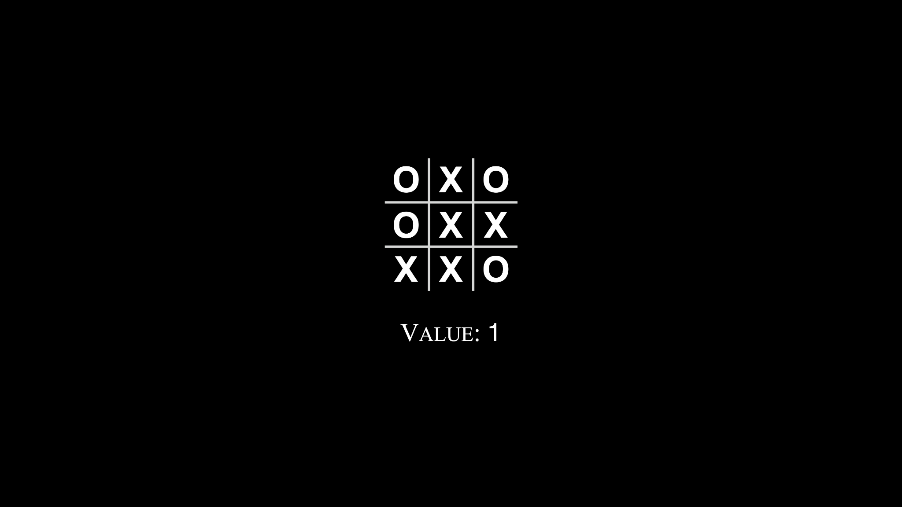 O X O
O X X
X X O
VALUE: 1